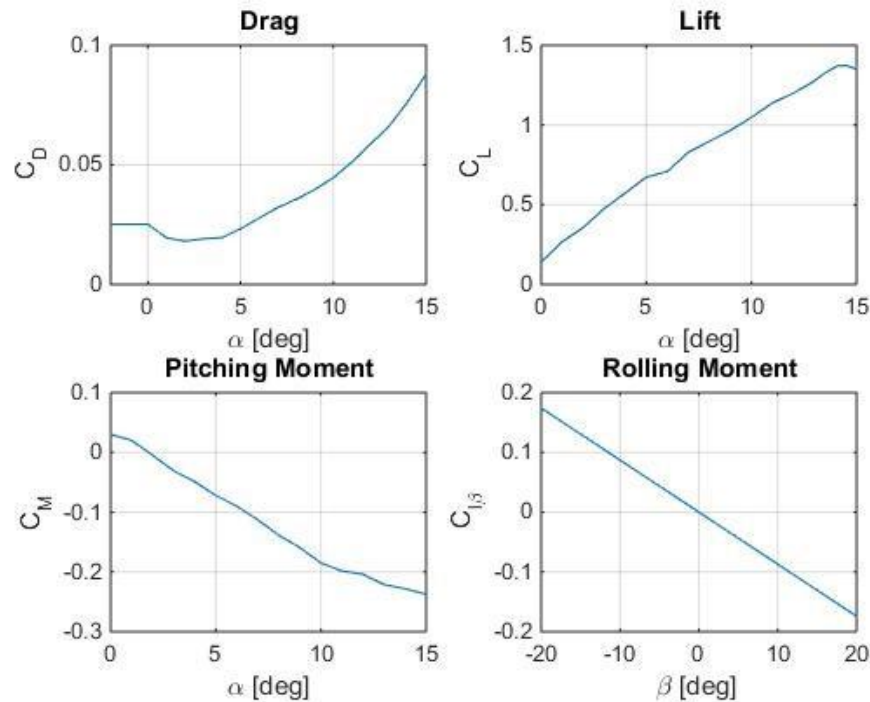 Drag
C_D
0.1
0.05
0
0 5 10 15
α [deg]
Lift
C_L
1.5
1
0.5
0
0 5 10 15
α [deg]
Pitching Moment
C_M
0.1
0
-0.1
-0.2
-0.3
0 5 10 15
α [deg]
Rolling Moment
C_lβ
0.2
0.1
0
-0.1
-0.2
-20 -10 0 10 20
β [deg]